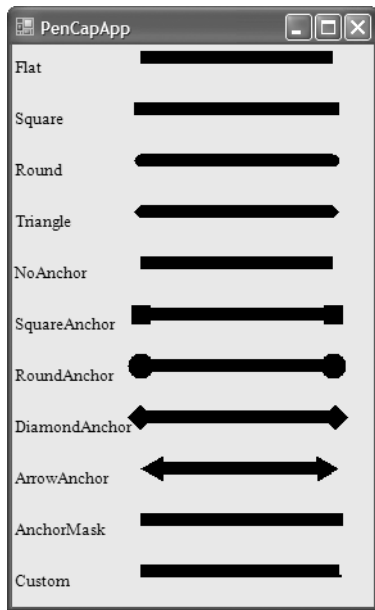 PenCapApp
Flat
Square
Round
Triangle
NoAnchor
SquareAnchor
RoundAnchor
DiamondAnchor
ArrowAnchor
AnchorMask
Custom